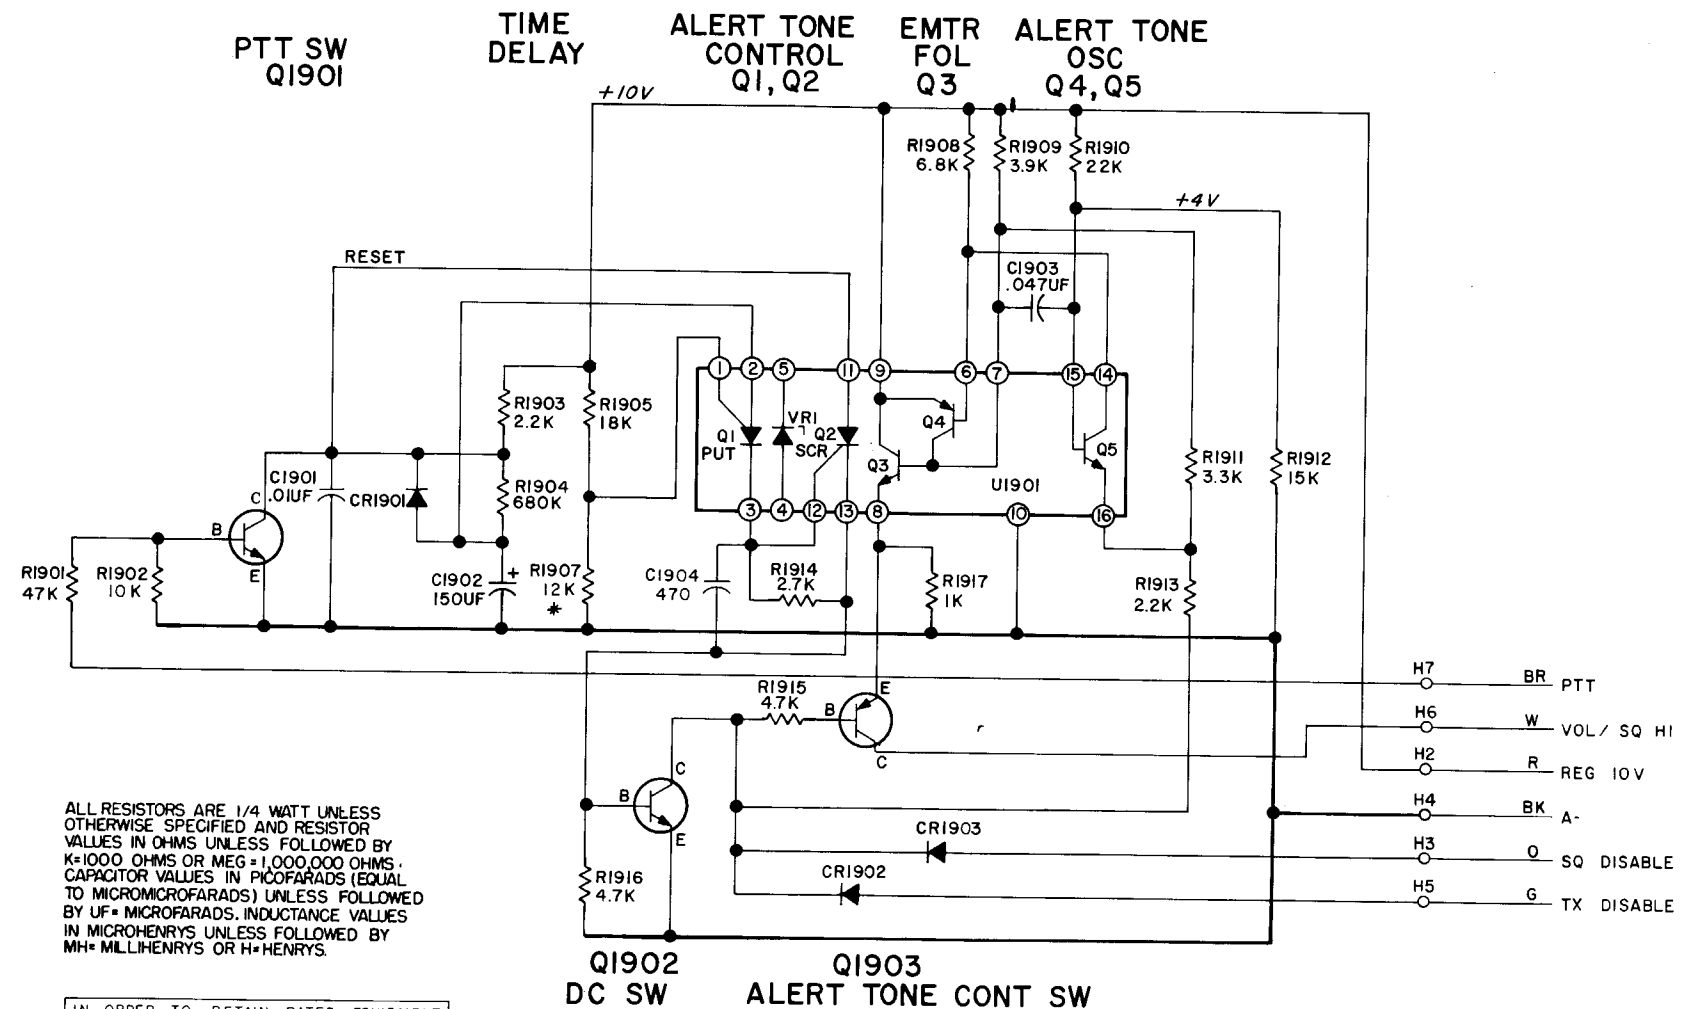 PTT SW
Q1901
TIME
DELAY
ALERT TONE
CONTROL
Q1, Q2
EMTR
FOL
Q3
ALERT TONE
OSC
Q4, Q5
+10V
R1908
6.8K
R1909
3.9K
R1910
22K
+4V
RESET
C1903
.047UF
1
2
5
11
9
6
7
15
14
R1903
2.2K
R1905
18K
Q1
PUT
VR1
Q2
SCR
Q4
Q3
Q5
U1901
R1911
3.3K
R1912
15K
C1901
.01UF
CR1901
R1904
680K
C
B
E
3
4
12
13
8
10
16
R1901
47K
R1902
10K
C1902
150UF
+
R1907
12K
*
C1904
470
R1914
2.7K
R1917
1K
R1913
2.2K
R1915
4.7K
B
E
C
H7
BR
PTT
H6
W
VOL/ SQ HI
H2
R
REG 10V
H4
BK
A-
H3
O
SQ DISABLE
H5
G
TX DISABLE
C
B
E
CR1903
CR1902
R1916
4.7K
ALL RESISTORS ARE 1/4 WATT UNLESS
OTHERWISE SPECIFIED AND RESISTOR
VALUES IN OHMS UNLESS FOLLOWED BY
K=1000 OHMS OR MEG = 1,000,000 OHMS.
CAPACITOR VALUES IN PICOFARADS (EQUAL
TO MICROMICROFARADS) UNLESS FOLLOWED
BY UF= MICROFARADS. INDUCTANCE VALUES
IN MICROHENRYS UNLESS FOLLOWED BY
MH= MILLIHENRYS OR H=HENRYS.
Q1902
DC SW
Q1903
ALERT TONE CONT SW
IN ORDER TO RETAIN RATED EQUIPMENT